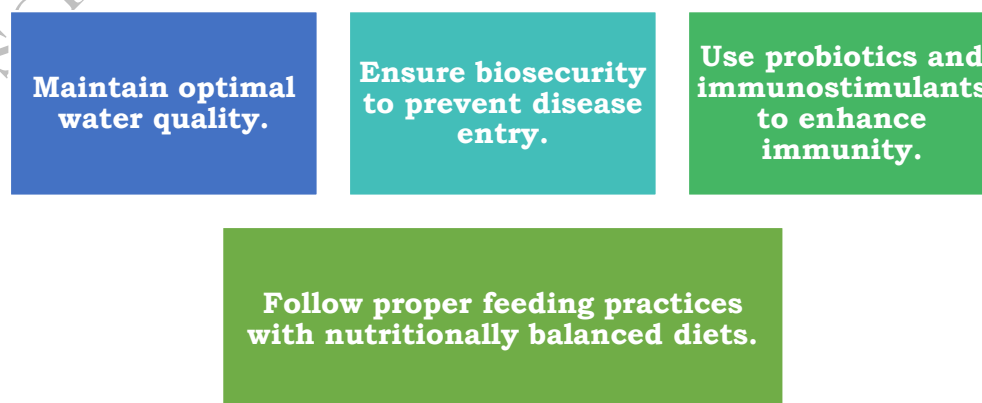 Maintain optimal
water quality.
Ensure biosecurity
to prevent disease
entry.
Use probiotics and
immunostimulants
to enhance
immunity.
Follow proper feeding practices
with nutritionally balanced diets.